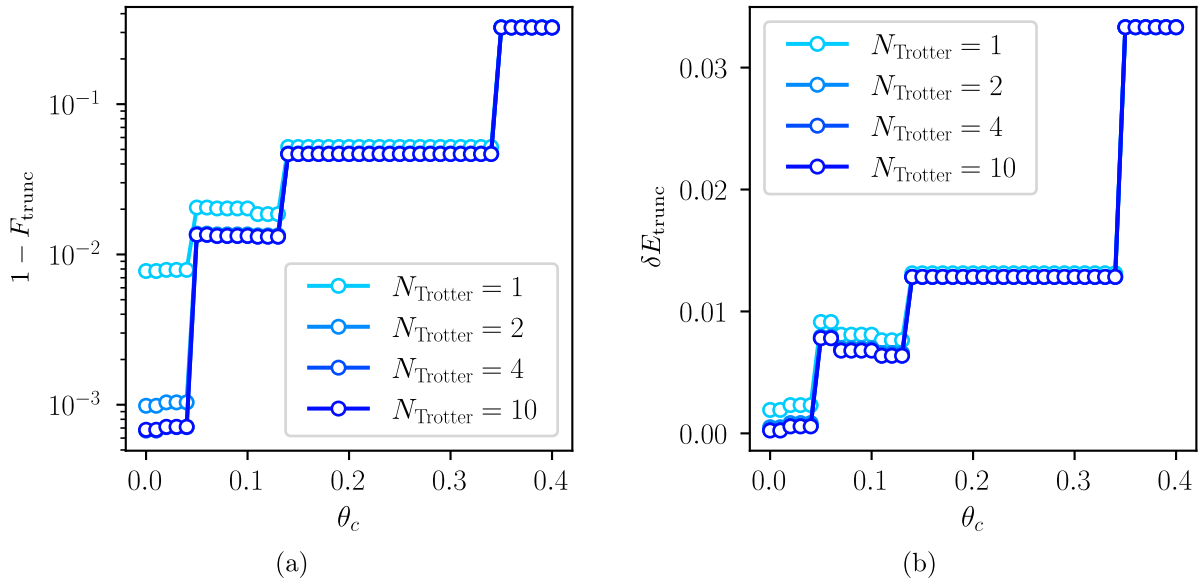 10⁻¹
10⁻²
10⁻³
1 − F_trunc
N_Trotter = 1
N_Trotter = 2
N_Trotter = 4
N_Trotter = 10
0.0 0.1 0.2 0.3 0.4
θ_c
(a)
0.03
0.02
0.01
0.00
δE_trunc
N_Trotter = 1
N_Trotter = 2
N_Trotter = 4
N_Trotter = 10
0.0 0.1 0.2 0.3 0.4
θ_c
(b)